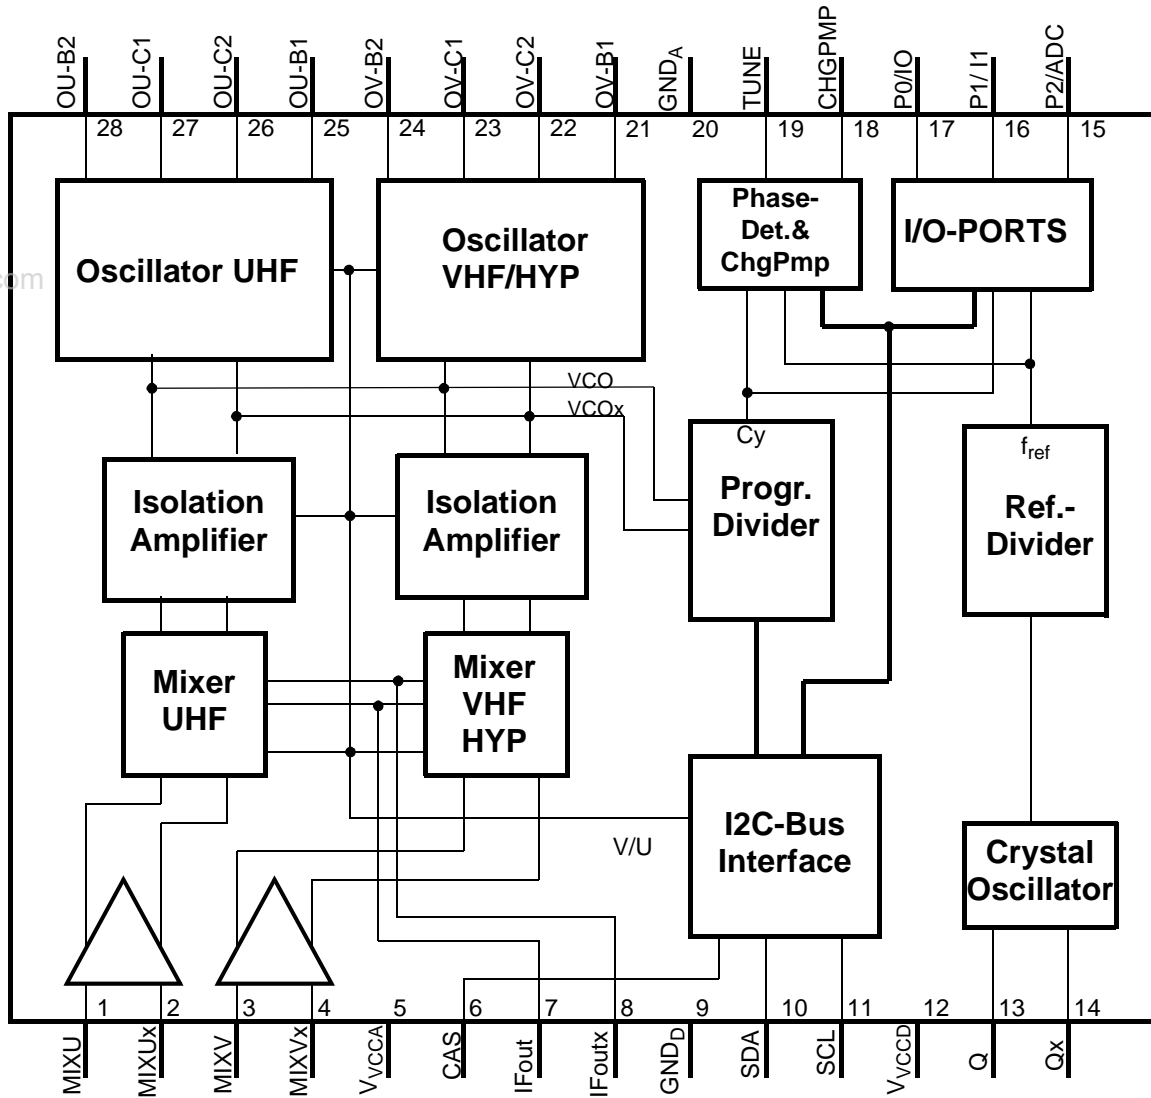 OU-B2
OU-C1
OU-C2
OU-B1
OV-B2
OV-C1
OV-C2
OV-B1
GNDA
TUNE
CHGPMP
P0/IO
P1/ I1
P2/ADC
28
27
26
25
24
23
22
21
20
19
18
17
16
15
Oscillator UHF
Oscillator
VHF/HYP
Phase-
Det.&
ChgPmp
I/O-PORTS
com
VCO
VCOx
Isolation
Amplifier
Isolation
Amplifier
Cy
Progr.
Divider
fref
Ref.-
Divider
Mixer
UHF
Mixer
VHF
HYP
V/U
I2C-Bus
Interface
Crystal
Oscillator
1
2
3
4
5
6
7
8
9
10
11
12
13
14
MIXU
MIXUx
MIXV
MIXVx
VVCCA
CAS
IFout
IFoutx
GNDD
SDA
SCL
VVCCD
Q
Qx